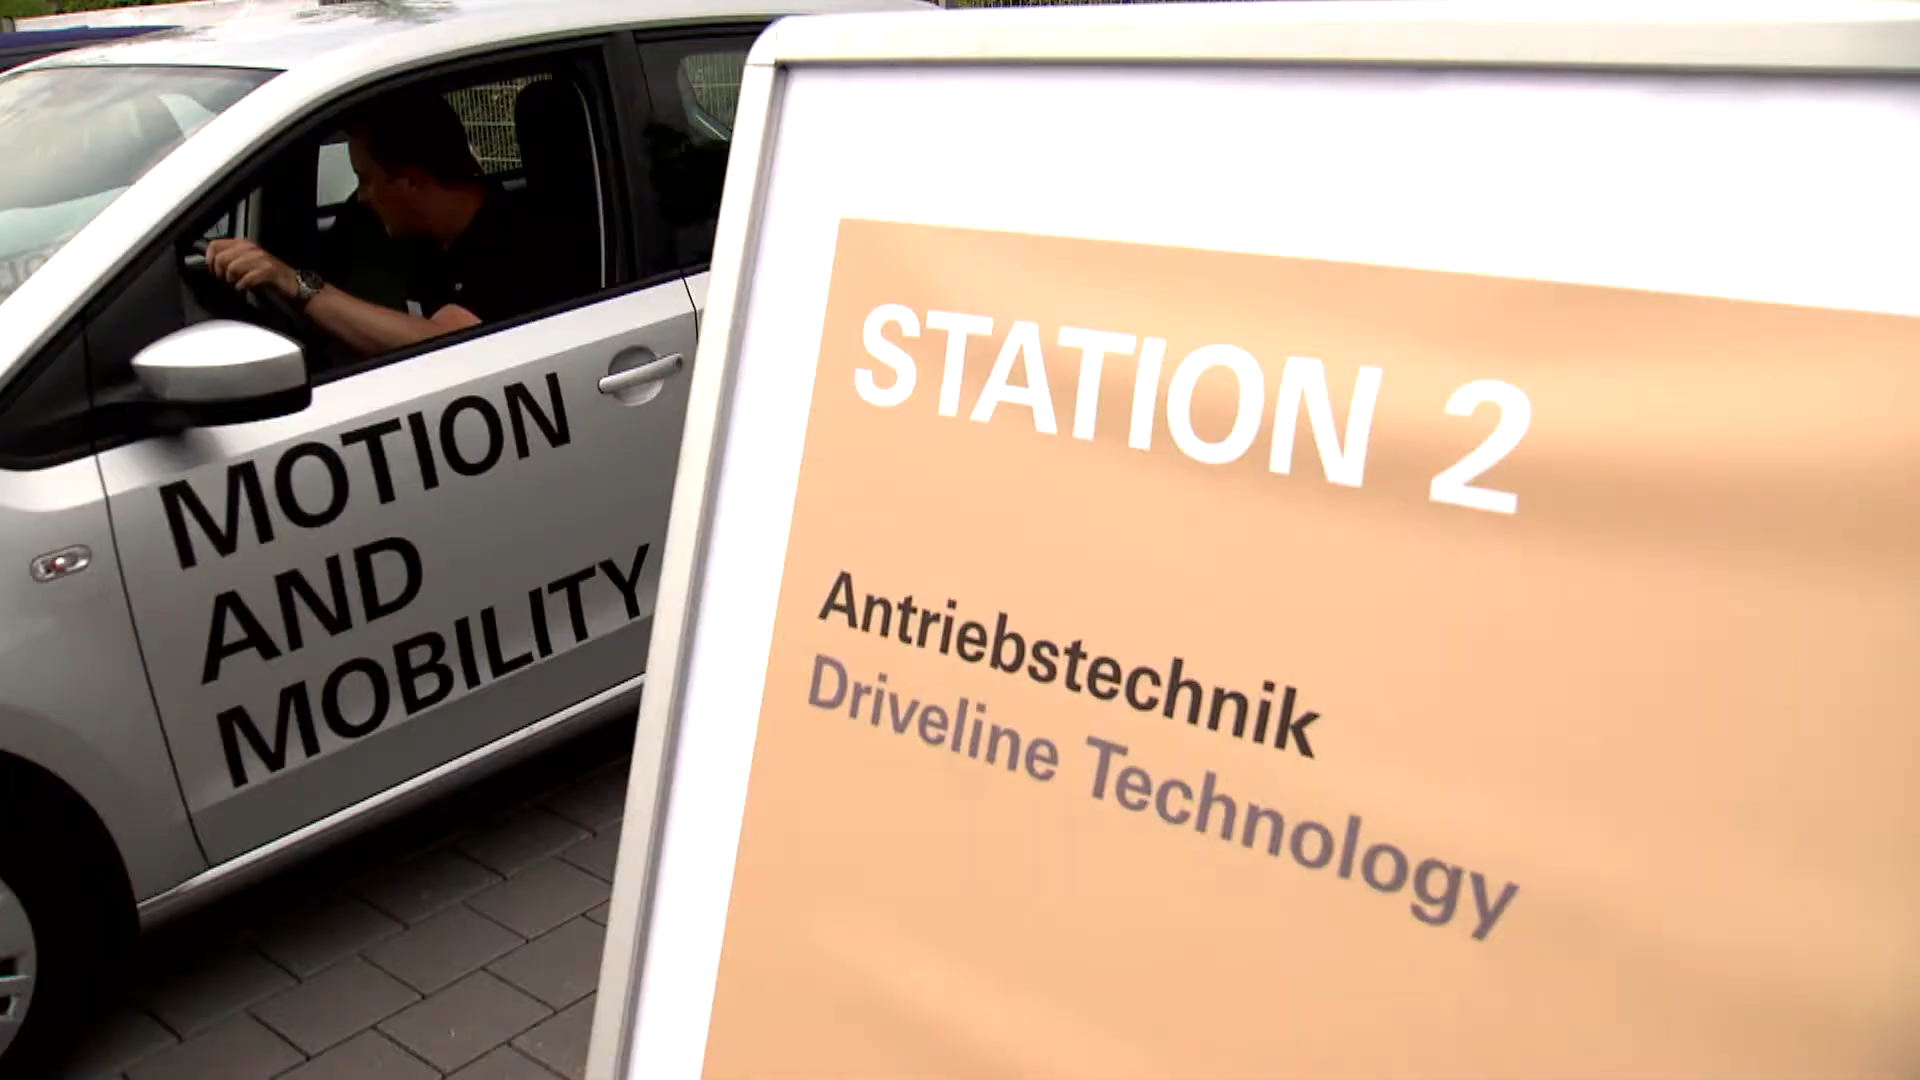 MOTION
AND
MOBILITY
STATION 2
Antriebstechnik
Driveline Technology